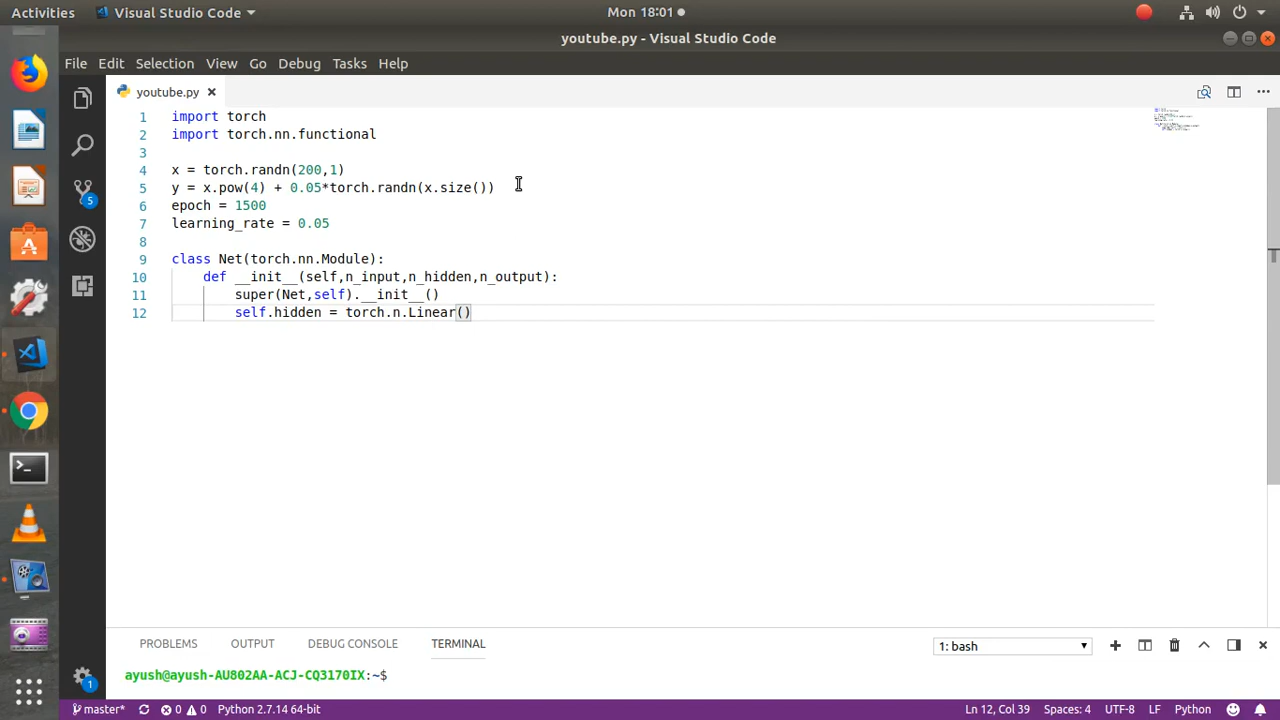 Activities
Visual Studio Code
Mon 18:01
youtube.py - Visual Studio Code
File Edit Selection View Go Debug Tasks Help
youtube.py
1 import torch
2 import torch.nn.functional
3
4 x = torch.randn(200,1)
5 y = x.pow(4) + 0.05*torch.randn(x.size())
6 epoch = 1500
7 learning_rate = 0.05
8
9 class Net(torch.nn.Module):
10 def __init__(self,n_input,n_hidden,n_output):
11 super(Net,self).__init__()
12 self.hidden = torch.n.Linear()
5
PROBLEMS OUTPUT DEBUG CONSOLE TERMINAL
1: bash
ayush@ayush-AU802AA-ACJ-CQ3170IX:~$
1
master* 0 0 Python 2.7.14 64-bit
Ln 12, Col 39 Spaces: 4 UTF-8 LF Python